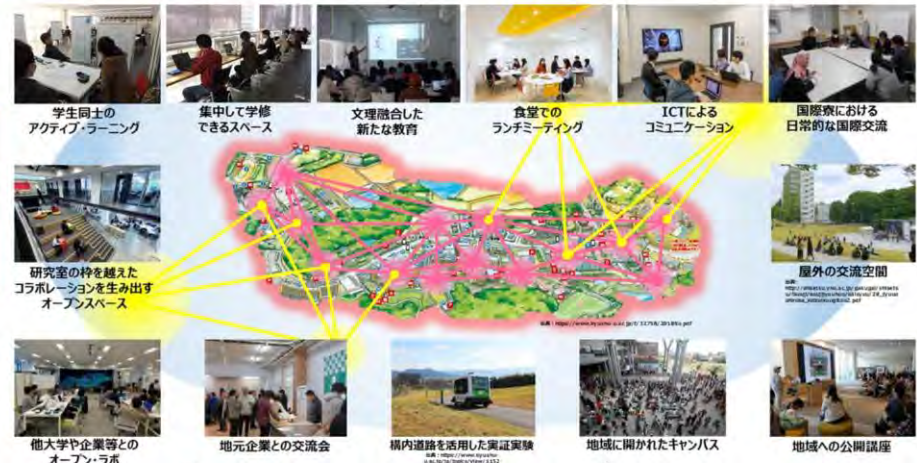 学生同士の
アクティブ・ラーニング
集中して学修
できるスペース
文理融合した
新たな教育
食堂での
ランチミーティング
ICTによる
コミュニケーション
国際寮における
日常的な国際交流
研究室の枠を越えた
コラボレーションを生み出す
オープンスペース
屋外の交流空間
他大学や企業等との
オープン・ラボ
地元企業との交流会
構内道路を活用した実証実験
地域に開かれたキャンパス
地域への公開講座